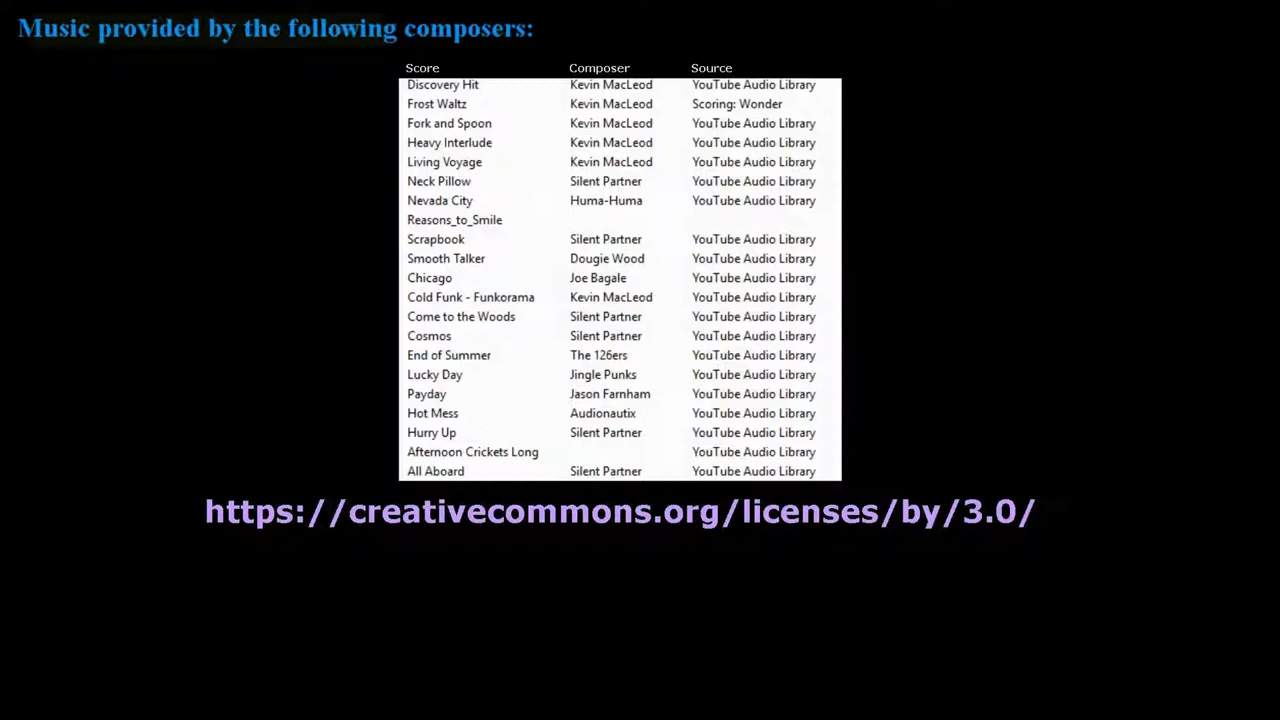 Music provided by the following composers:
Score Composer Source
Discovery Hit Kevin MacLeod YouTube Audio Library
Frost Waltz Kevin MacLeod Scoring: Wonder
Fork and Spoon Kevin MacLeod YouTube Audio Library
Heavy Interlude Kevin MacLeod YouTube Audio Library
Living Voyage Kevin MacLeod YouTube Audio Library
Neck Pillow Silent Partner YouTube Audio Library
Nevada City Huma-Huma YouTube Audio Library
Reasons_to_Smile
Scrapbook Silent Partner YouTube Audio Library
Smooth Talker Dougie Wood YouTube Audio Library
Chicago Joe Bagale YouTube Audio Library
Cold Funk - Funkorama Kevin MacLeod YouTube Audio Library
Come to the Woods Silent Partner YouTube Audio Library
Cosmos Silent Partner YouTube Audio Library
End of Summer The 126ers YouTube Audio Library
Lucky Day Jingle Punks YouTube Audio Library
Payday Jason Farnham YouTube Audio Library
Hot Mess Audionautix YouTube Audio Library
Hurry Up Silent Partner YouTube Audio Library
Afternoon Crickets Long YouTube Audio Library
All Aboard Silent Partner YouTube Audio Library
https://creativecommons.org/licenses/by/3.0/